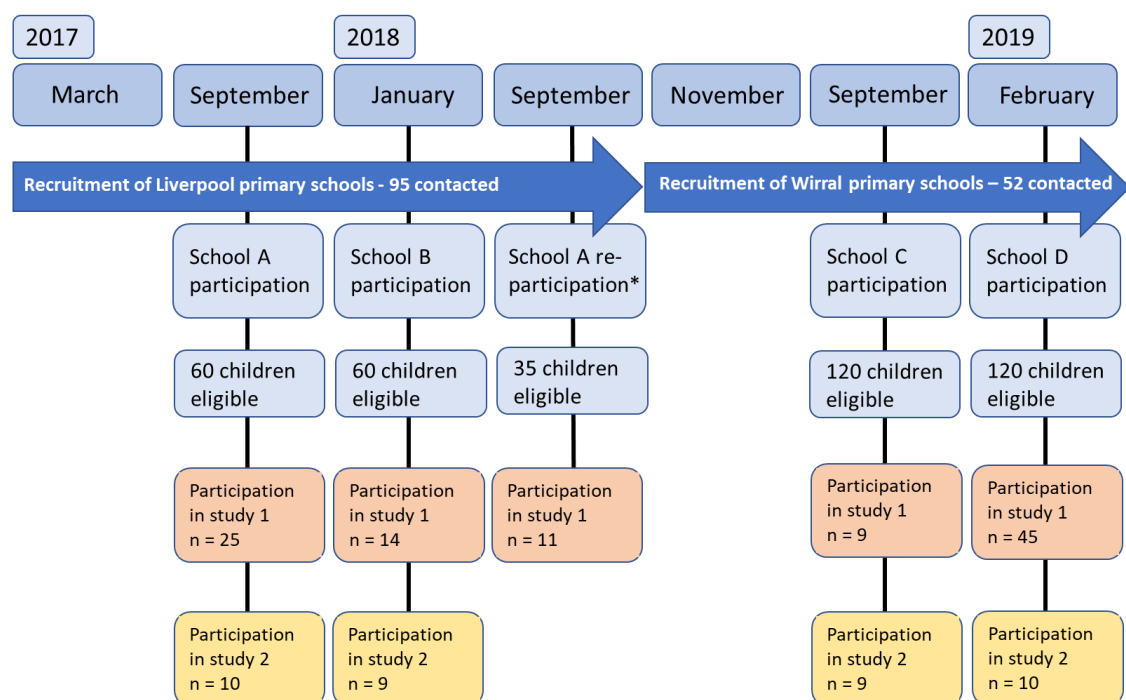 2017
2018
2019
March
September
January
September
November
September
February
Recruitment of Liverpool primary schools - 95 contacted
Recruitment of Wirral primary schools – 52 contacted
School A
participation
School B
participation
School A re-
participation*
School C
participation
School D
participation
60 children
eligible
60 children
eligible
35 children
eligible
120 children
eligible
120 children
eligible
Participation
in study 1
n = 25
Participation
in study 1
n = 14
Participation
in study 1
n = 11
Participation
in study 1
n = 9
Participation
in study 1
n = 45
Participation
in study 2
n = 10
Participation
in study 2
n = 9
Participation
in study 2
n = 9
Participation
in study 2
n = 10